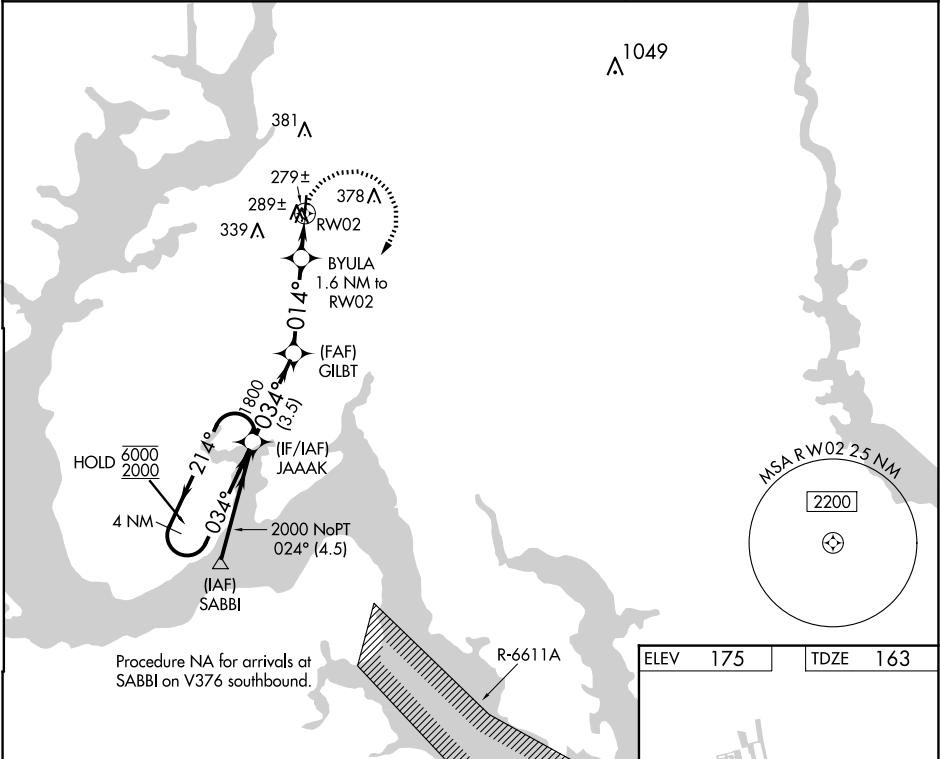 1049
381
279±
378
289±
339
RW02
BYULA
1.6 NM to
RW02
014°
(FAF)
GILBT
1800
034°
(3.5)
(IF/IAF)
JAAAK
HOLD 6000
2000
214°
034°
4 NM
2000 NoPT
024° (4.5)
(IAF)
SABBI
MSA RW02 25 NM
2200
Procedure NA for arrivals at
SABBI on V376 southbound.
R-6611A
ELEV 175
TDZE 163